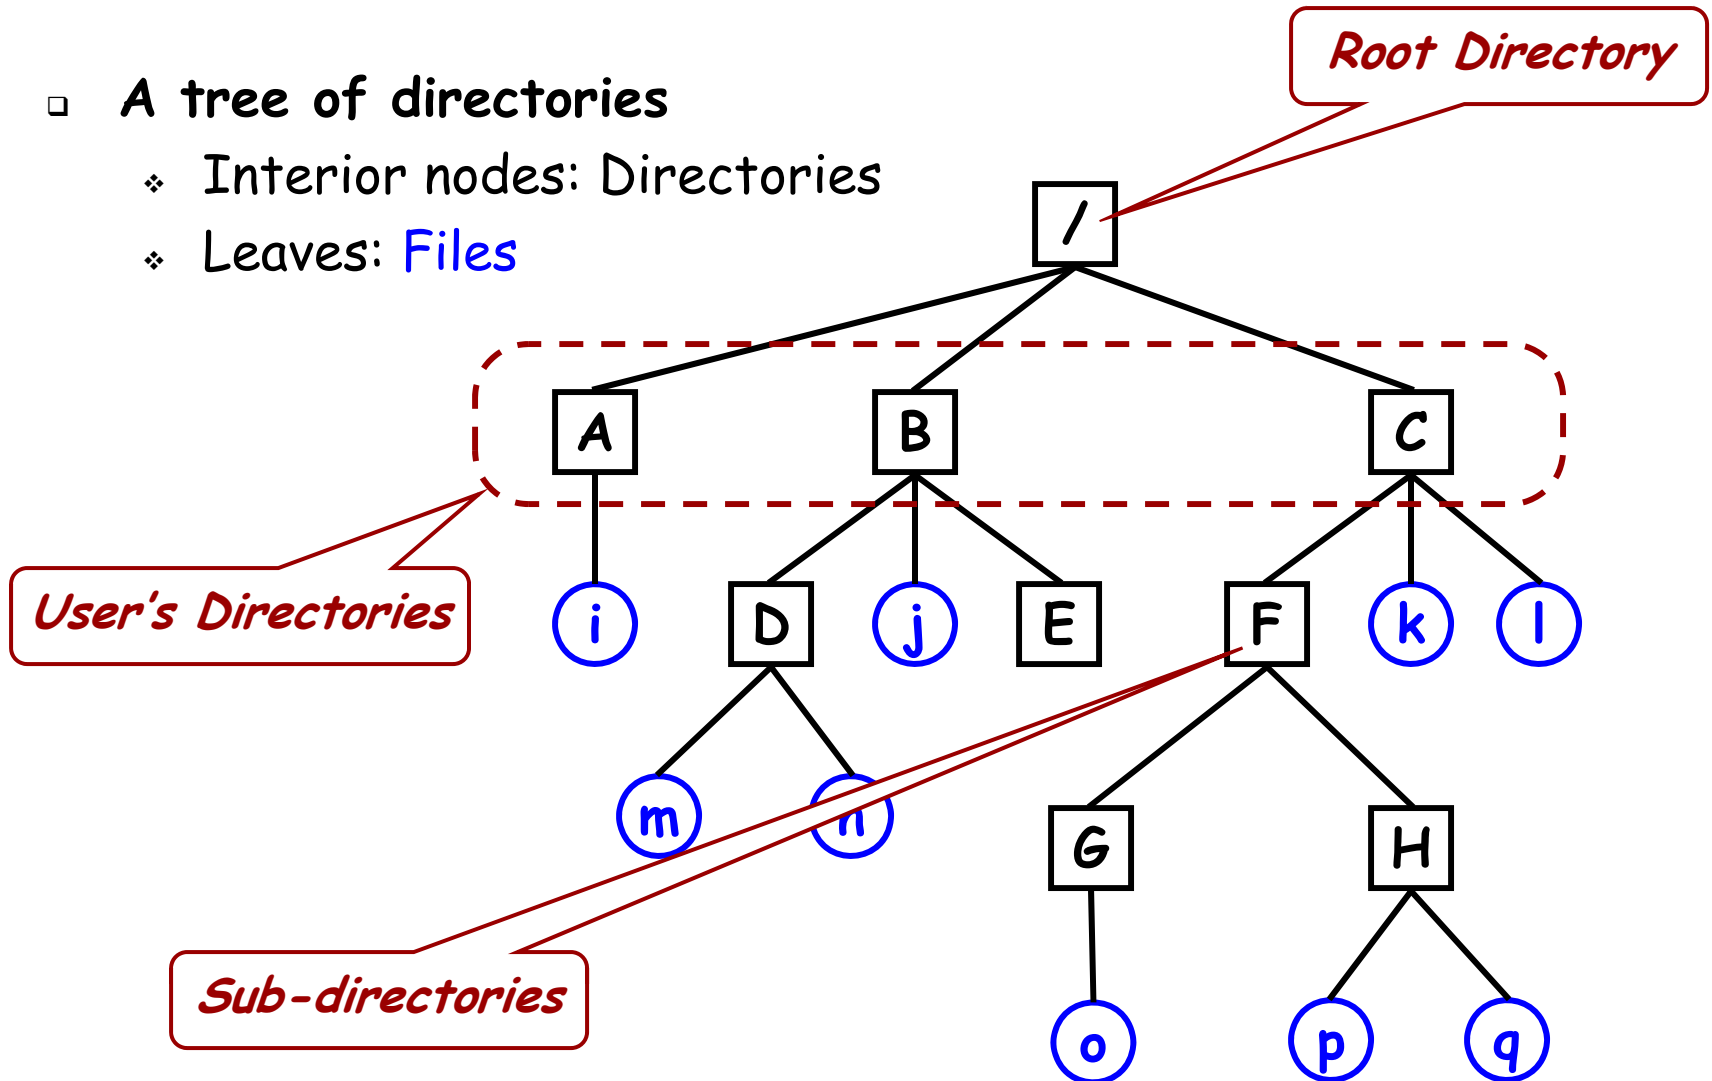 Root Directory
❑ A tree of directories
❖ Interior nodes: Directories
❖ Leaves: Files
/
A B C
User's Directories
i D j E F k l
m n
G H
Sub-directories
o p q